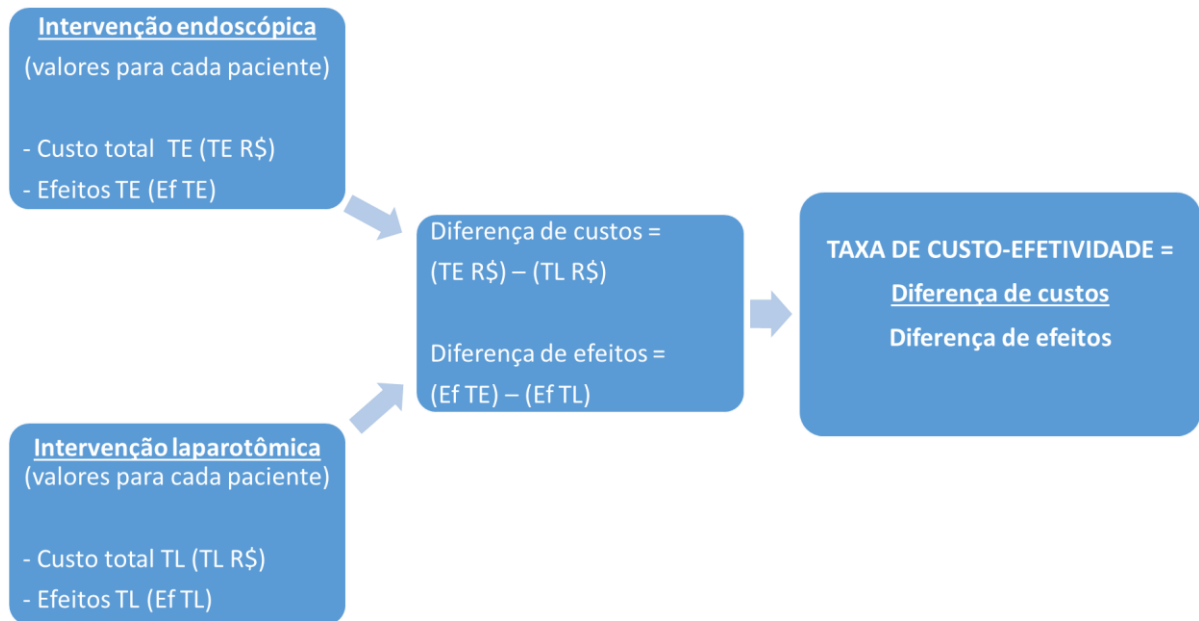 Intervenção endoscópica
(valores para cada paciente)
- Custo total  TE (TE R$)
- Efeitos TE (Ef TE)
Intervenção laparotômica
(valores para cada paciente)
- Custo total TL (TL R$)
- Efeitos TL (Ef TL)
Diferença de custos =
(TE R$) – (TL R$)
Diferença de efeitos =
(Ef TE) – (Ef TL)
TAXA DE CUSTO-EFETIVIDADE =
Diferença de custos
Diferença de efeitos